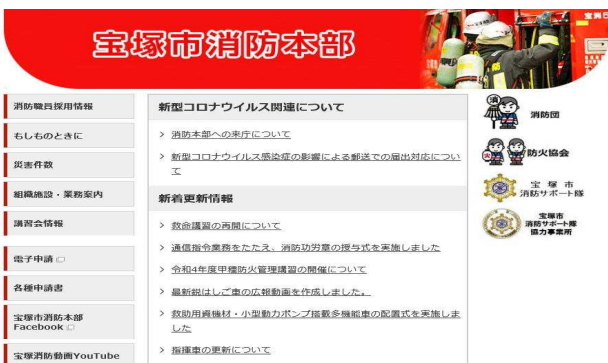 宝塚市消防本部
消防職員採用情報
もしものときに
災害件数
組織施設・業務案内
講習会情報
電子申請
各種申請書
宝塚市消防本部
Facebook
宝塚消防動画YouTube
新型コロナウイルス関連について
> 消防本部への来庁について
> 新型コロナウイルス感染症の影響による郵送での届出対応につい
て
新着更新情報
> 救命講習の再開について
> 通信指令業務をたたえ、消防功労章の授与式を実施しました
> 令和4年度甲種防火管理講習の開催について
> 最新鋭はしご車の広報動画を作成しました。
> 救助用資機材・小型動力ポンプ搭載多機能車の配置式を実施しま
した
> 指揮車の更新について
消防団
防火協会
宝塚市
消防サポート隊
宝塚市
消防サポート隊
協力事業所